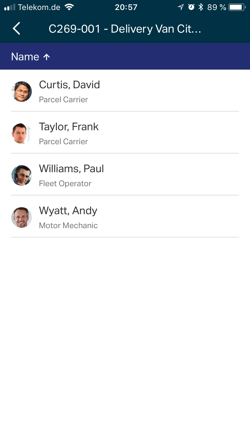 Telekom.de 20:57 89 %
C269-001 - Delivery Van Cit...
Name
Curtis, David
Parcel Carrier
Taylor, Frank
Parcel Carrier
Williams, Paul
Fleet Operator
Wyatt, Andy
Motor Mechanic